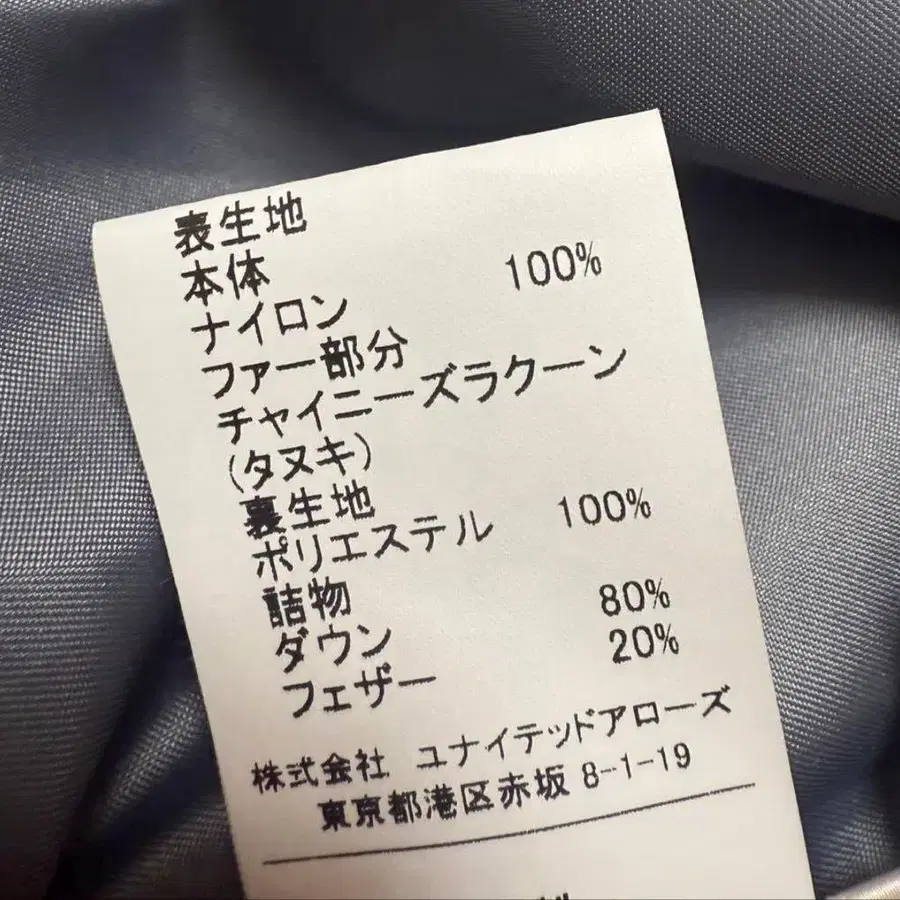 表生地
本体
ナイロン 100%
ファー部分
チャイニーズラクーン
(タヌキ)
裏生地
ポリエステル 100%
詰物
ダウン 80%
フェザー 20%
株式会社 ユナイテッドアローズ
東京都港区赤坂 8-1-19